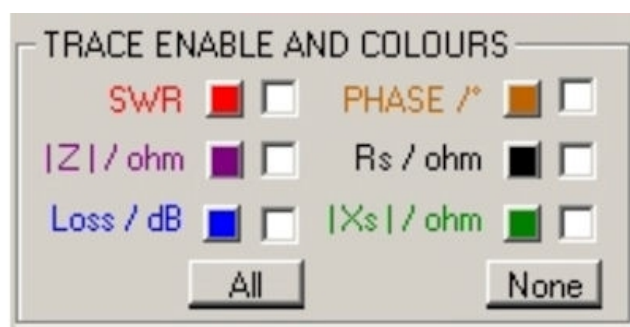 TRACE ENABLE AND COLOURS
SWR PHASE /°
|Z| / ohm Rs / ohm
Loss / dB |Xs| / ohm
All None